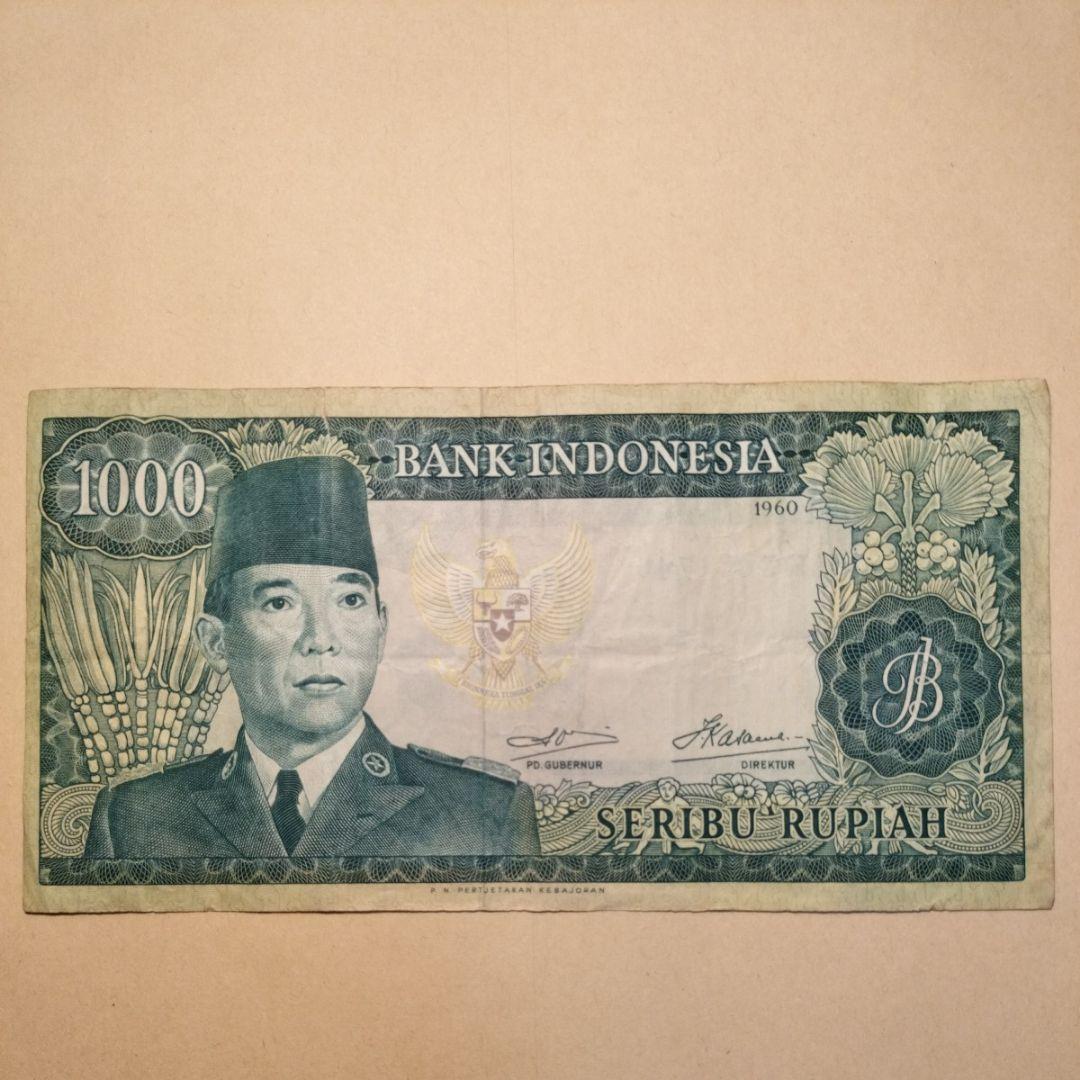 1000
BANK INDONESIA
1960
PD. GUBERNUR
DIREKTUR
SERIBU RUPIAH
P. N. PERTJETAKAN KEBAJORAN